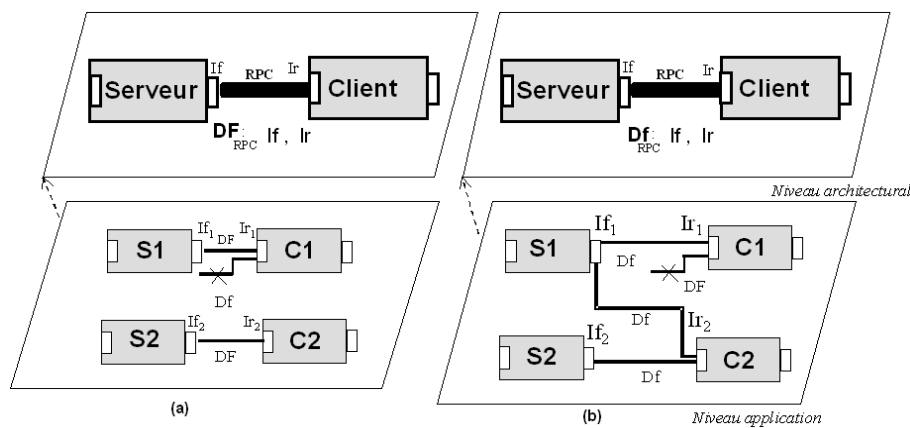 If RPC Ir
Serveur Client
DF: If , Ir
RPC
If RPC Ir
Serveur Client
Df: If , Ir
RPC
Niveau architectural
If1 DF Ir1
S1 C1
Df
If2 Ir2
S2 C2
DF
(a)
If1 Ir1
S1 C1
Df DF
Df
If2 Ir2
S2 C2
Df
(b)
Niveau application